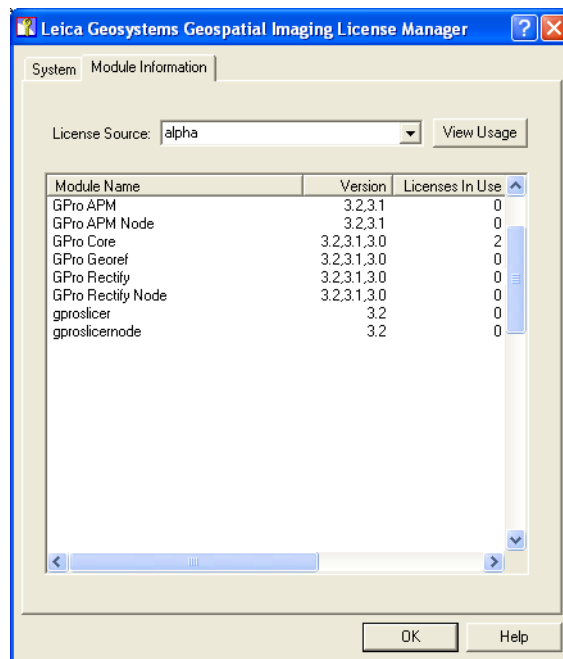 Leica Geosystems Geospatial Imaging License Manager
System Module Information
License Source: alpha View Usage
Module Name Version Licenses In Use
GPro APM 3.2,3.1 0
GPro APM Node 3.2,3.1 0
GPro Core 3.2,3.1,3.0 2
GPro Georef 3.2,3.1,3.0 0
GPro Rectify 3.2,3.1,3.0 0
GPro Rectify Node 3.2,3.1,3.0 0
gproslicer 3.2 0
gproslicernode 3.2 0
OK Help